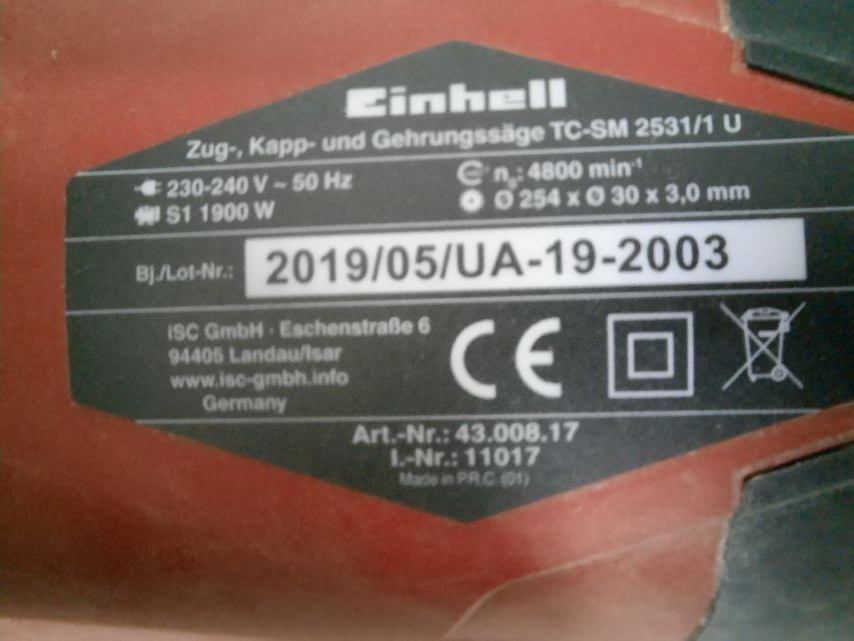 Einhell
Zug-, Kapp- und Gehrungssäge TC-SM 2531/1 U
230-240 V ~ 50 Hz
S1 1900 W
n₀: 4800 min⁻¹
Ø 254 x Ø 30 x 3,0 mm
Bj./Lot-Nr.: 2019/05/UA-19-2003
iSC GmbH · Eschenstraße 6
94405 Landau/Isar
www.isc-gmbh.info
Germany
CE
Art.-Nr.: 43.008.17
I.-Nr.: 11017
Made in P.R.C. (01)